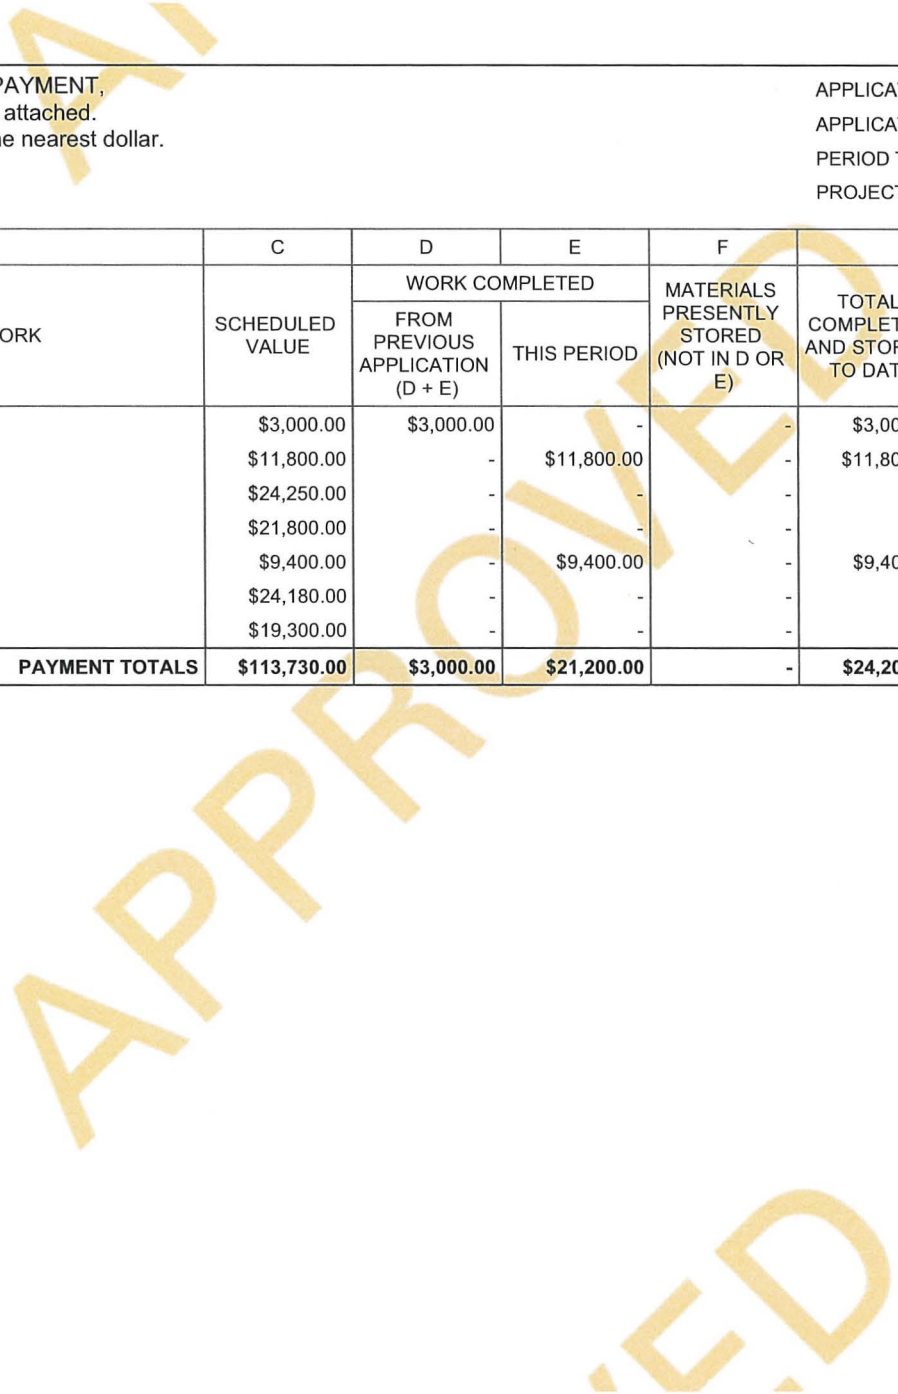 PAYMENT,
attached.
he nearest dollar.
APPLICA
APPLICA
PERIOD
PROJECT
C D E F
WORK COMPLETED
ORK
SCHEDULED
VALUE
FROM
PREVIOUS
APPLICATION
(D + E)
THIS PERIOD
MATERIALS
PRESENTLY
STORED
(NOT IN D OR
E)
TOTAL
COMPLET
AND STOR
TO DAT
$3,000.00 $3,000.00 - - $3,00
$11,800.00 - $11,800.00 - $11,80
$24,250.00 - - -
$21,800.00 - - -
$9,400.00 - $9,400.00 - $9,40
$24,180.00 - - -
$19,300.00 - - -
PAYMENT TOTALS $113,730.00 $3,000.00 $21,200.00 - $24,20
APPROVED
ED